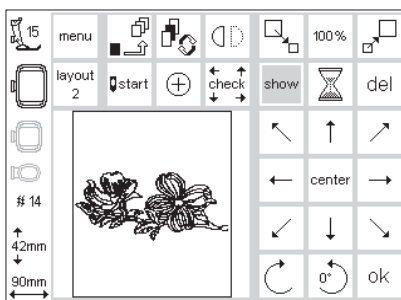 15 menu 100%
layout start check show del
2
# 14
center
42mm
90mm 0° ok